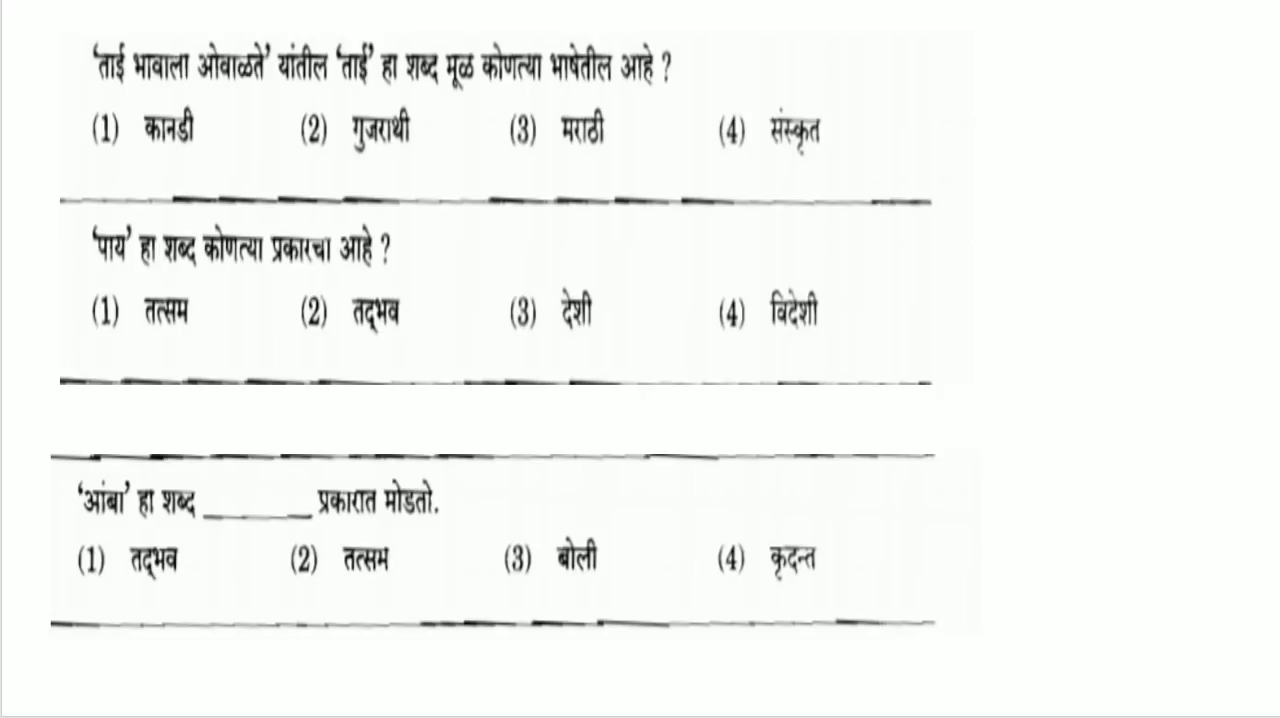 ‘ताई भावाला ओवाळते’ यांतील ‘ताई’ हा शब्द मूळ कोणत्या भाषेतील आहे ?
(1) कानडी (2) गुजराथी (3) मराठी (4) संस्कृत
‘पाय’ हा शब्द कोणत्या प्रकारचा आहे ?
(1) तत्सम (2) तद्‌भव (3) देशी (4) विदेशी
‘आंबा’ हा शब्द ________ प्रकारात मोडतो.
(1) तद्‌भव (2) तत्सम (3) बोली (4) कृदन्त